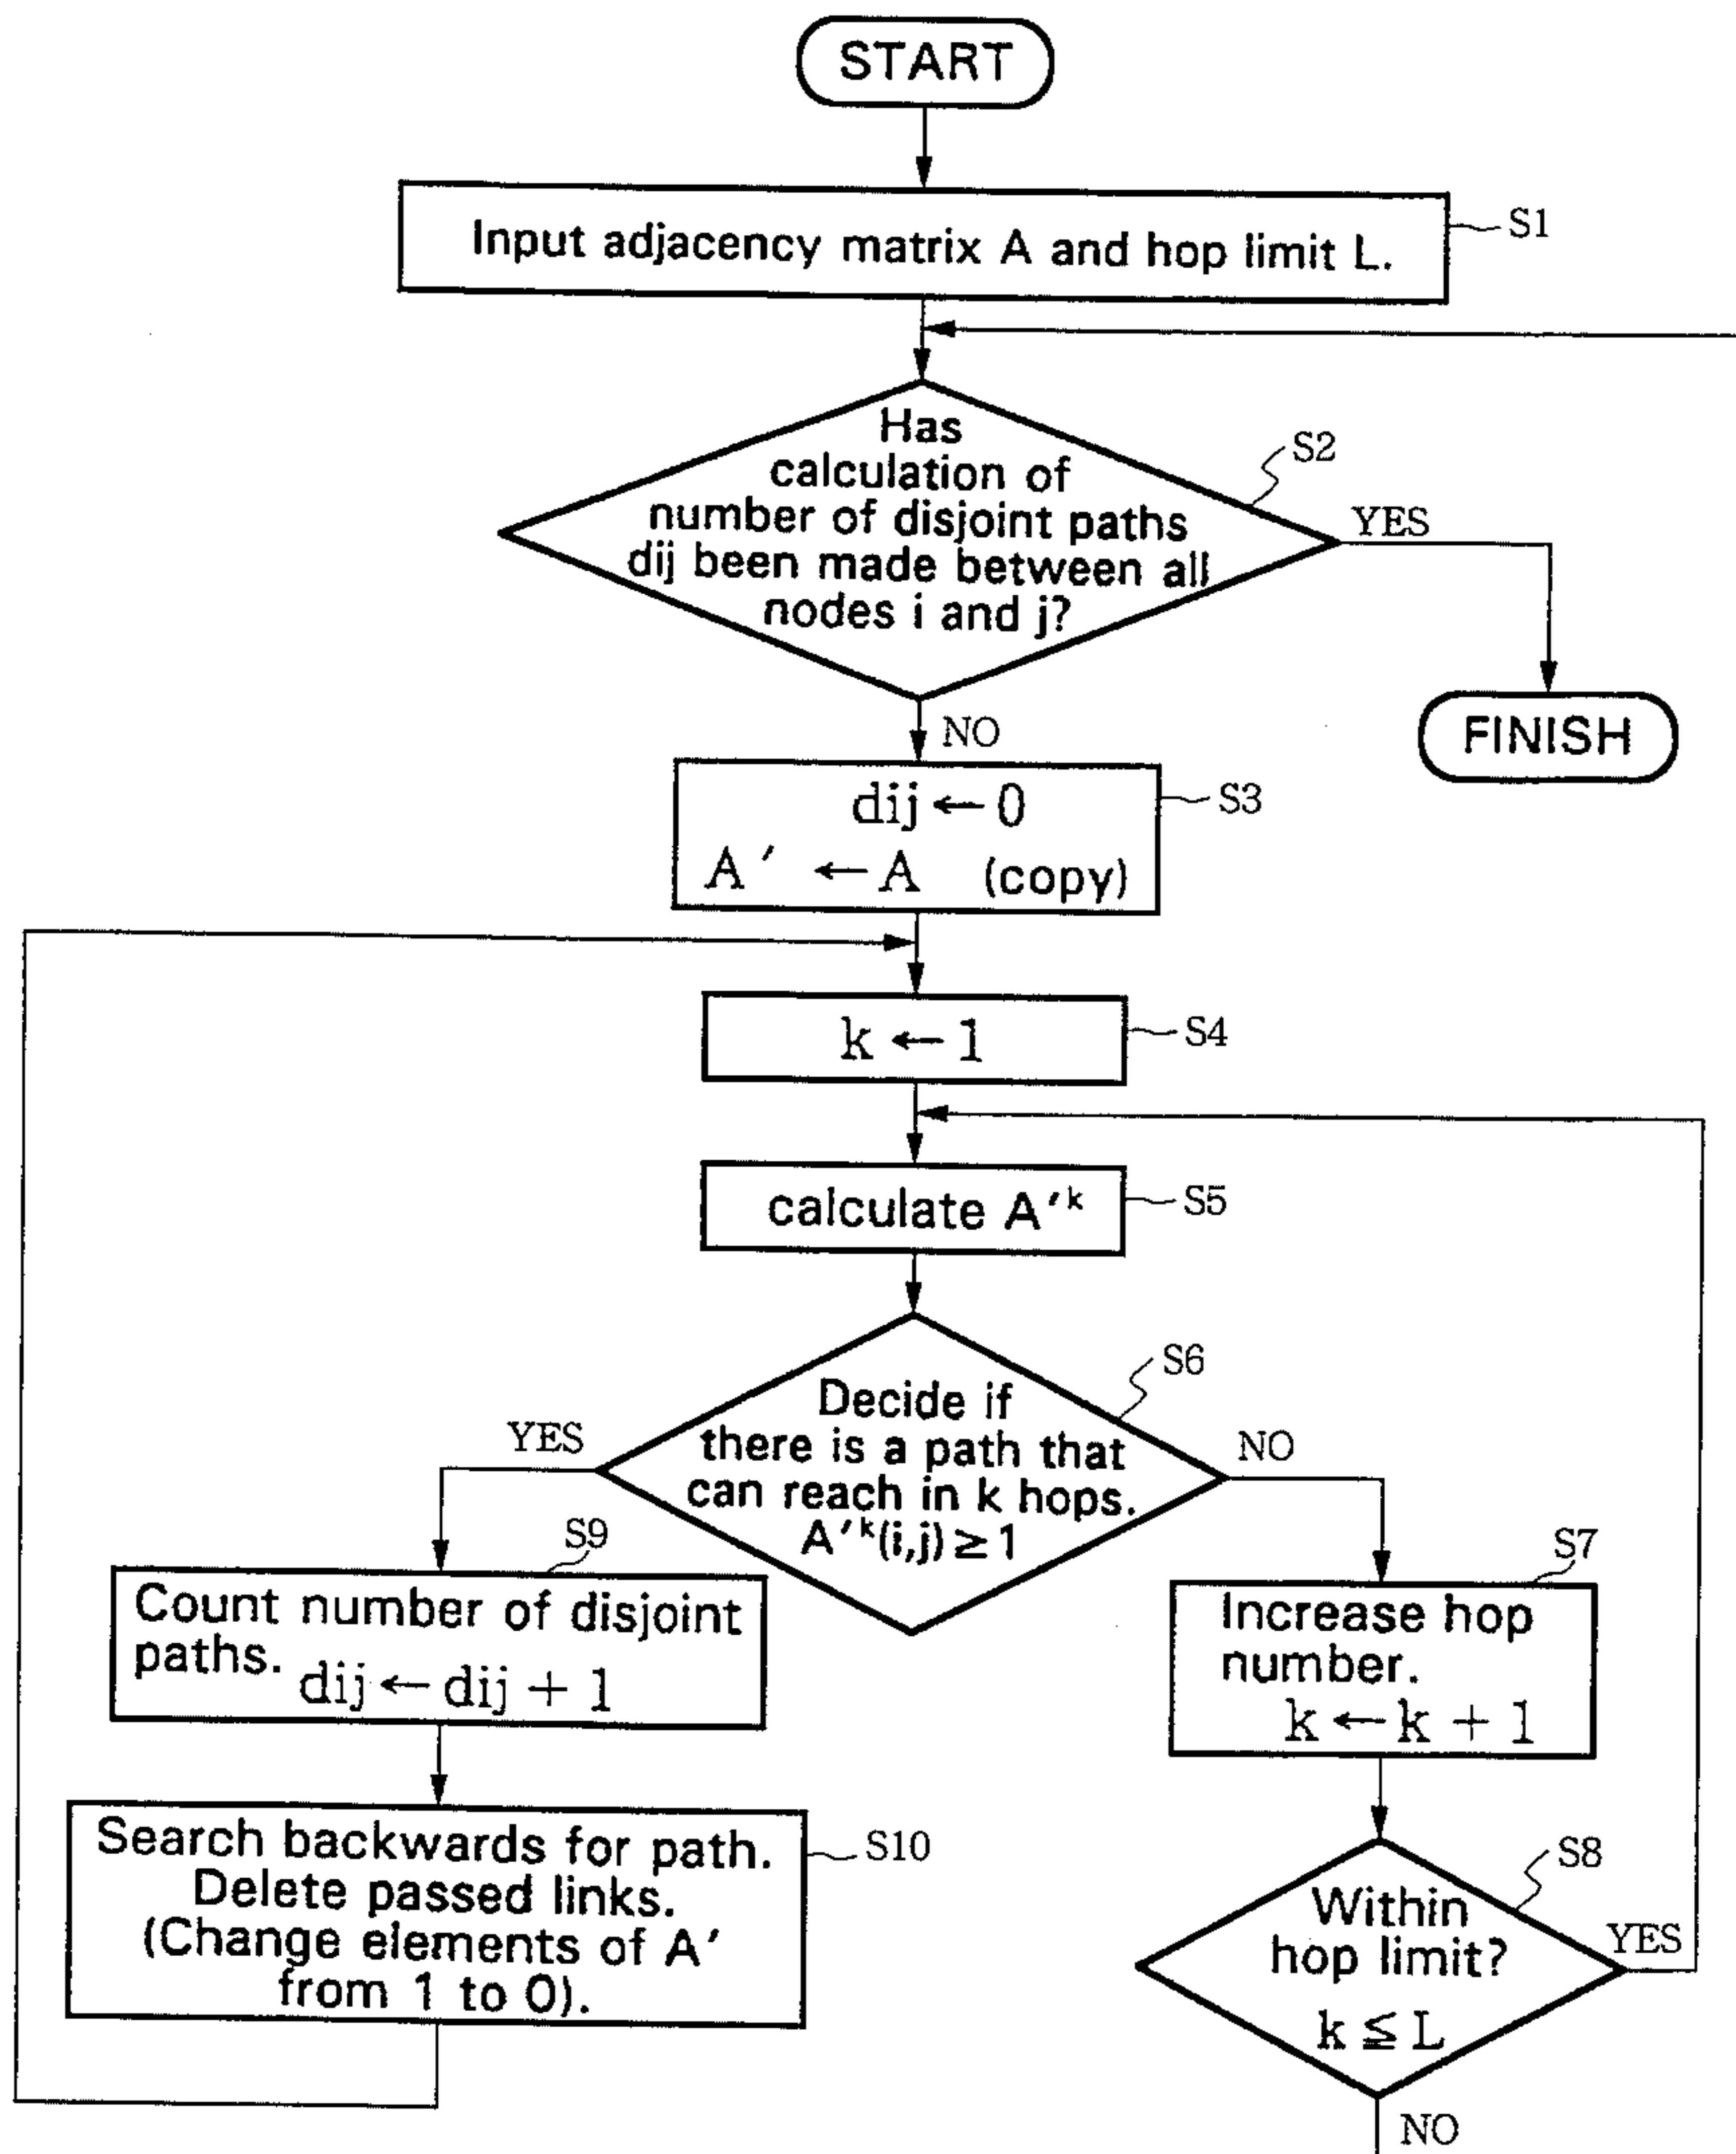 START
Input adjacency matrix A and hop limit L.
S1
Has
calculation of
number of disjoint paths
dij been made between all
nodes i and j?
S2
YES
FINISH
NO
dij ← 0
A′ ← A (copy)
S3
k ← 1
S4
calculate A′ᵏ
S5
Decide if
there is a path that
can reach in k hops.
A′ᵏ(i,j) ≥ 1
S6
YES
NO
S9
Count number of disjoint
paths.
dij ← dij + 1
S7
Increase hop
number.
k ← k + 1
Search backwards for path.
Delete passed links.
(Change elements of A′
from 1 to 0).
S10
S8
Within
hop limit?
k ≦ L
YES
NO